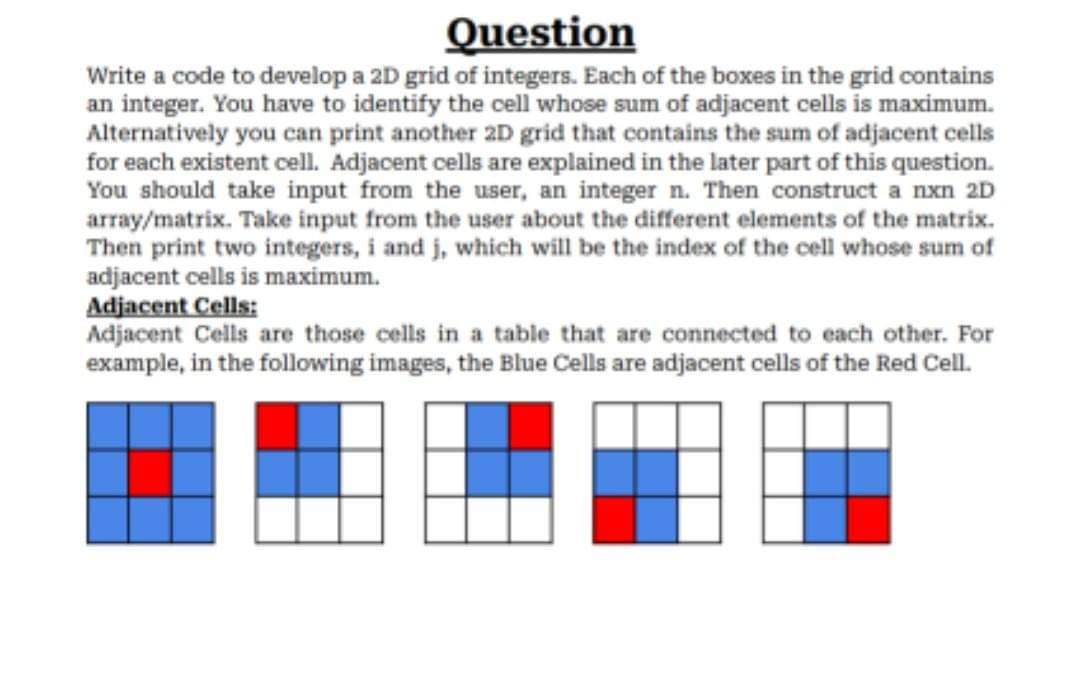 Question
Write a code to develop a 2D grid of integers. Each of the boxes in the grid contains
an integer. You have to identify the cell whose sum of adjacent cells is maximum.
Alternatively you can print another 2D grid that contains the sum of adjacent cells
for each existent cell. Adjacent cells are explained in the later part of this question.
You should take input from the user, an integer n. Then construct a nxn 2D
array/matrix. Take input from the user about the different elements of the matrix.
Then print two integers, i and j, which will be the index of the cell whose sum of
adjacent cells is maximum.
Adjacent Cells:
Adjacent Cells are those cells in a table that are connected to each other. For
example, in the following images, the Blue Cells are adjacent cells of the Red Cell.